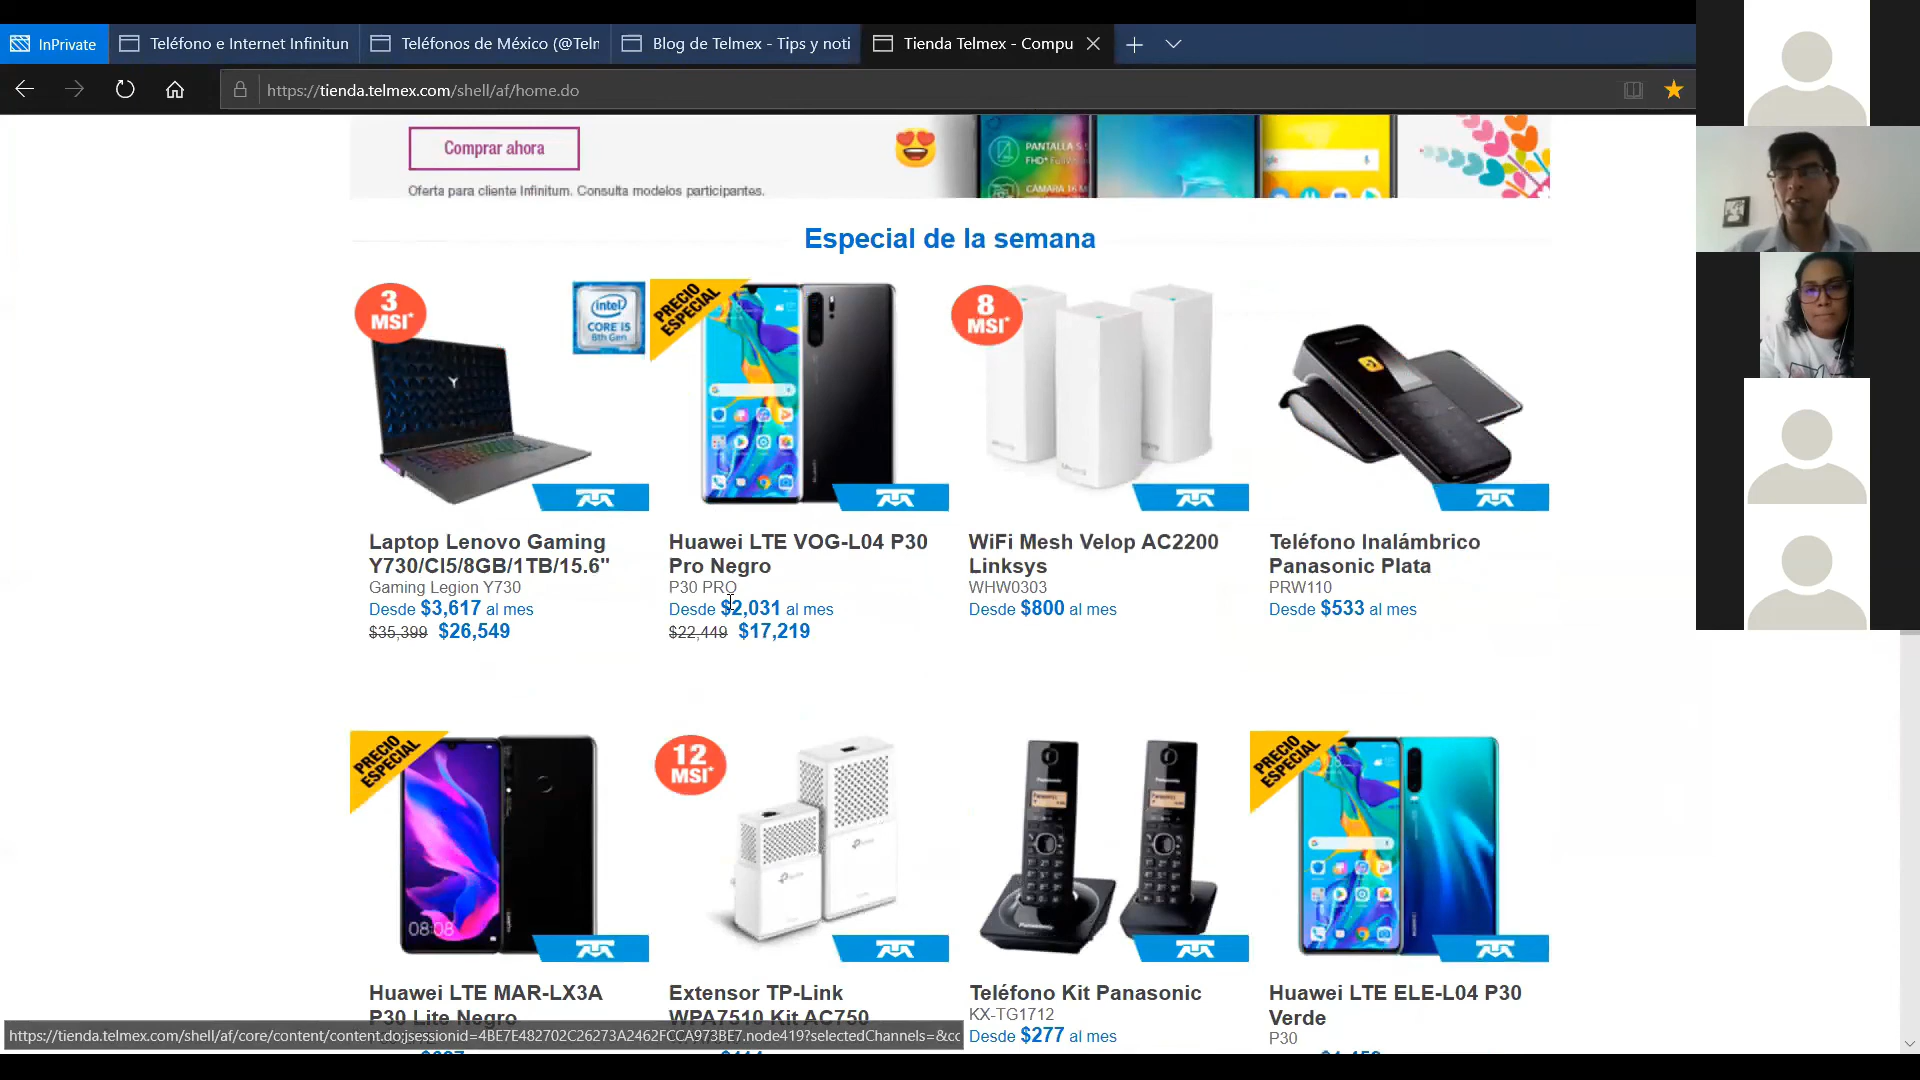 InPrivate
Teléfono e Internet Infinitun
Teléfonos de México (@Teln
Blog de Telmex - Tips y noti
Tienda Telmex - Compu
https://tienda.telmex.com/shell/af/home.do
Comprar ahora
Oferta para cliente Infinitum. Consulta modelos participantes.
PANTALLA 5.
FHD+
CÁMARA 16 M
Especial de la semana
3
MSI*
intel
CORE i5
8th Gen
PRECIO
ESPECIAL
8
MSI*
Laptop Lenovo Gaming
Y730/CI5/8GB/1TB/15.6"
Gaming Legion Y730
Desde $3,617 al mes
$35,399 $26,549
Huawei LTE VOG-L04 P30
Pro Negro
P30 PRO
Desde $2,031 al mes
$22,449 $17,219
WiFi Mesh Velop AC2200
Linksys
WHW0303
Desde $800 al mes
Teléfono Inalámbrico
Panasonic Plata
PRW110
Desde $533 al mes
PRECIO
ESPECIAL
08:08
12
MSI*
Panasonic
PRECIO
ESPECIAL
Huawei LTE MAR-LX3A
P30 Lite Negro
Extensor TP-Link
WPA7510 Kit AC750
Teléfono Kit Panasonic
KX-TG1712
Desde $277 al mes
Huawei LTE ELE-L04 P30
Verde
P30
https://tienda.telmex.com/shell/af/core/content/content.do;jsessionid=4BE7E482702C26273A2462FCCA973BE7.node419?selectedChannels=&cc